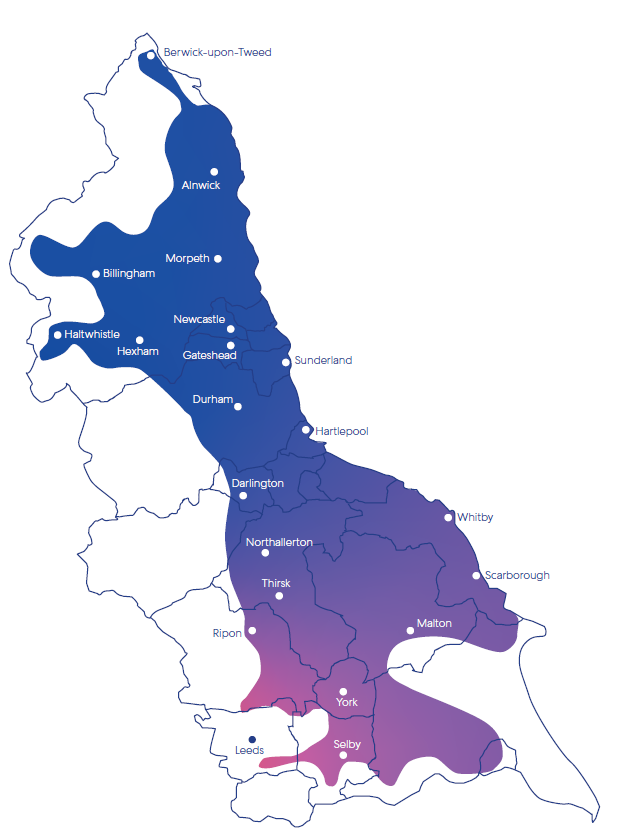 Berwick-upon-Tweed
Alnwick
Morpeth
Billingham
Newcastle
Haltwhistle
Hexham
Gateshead
Sunderland
Durham
Hartlepool
Darlington
Whitby
Northallerton
Scarborough
Thirsk
Malton
Ripon
York
Selby
Leeds